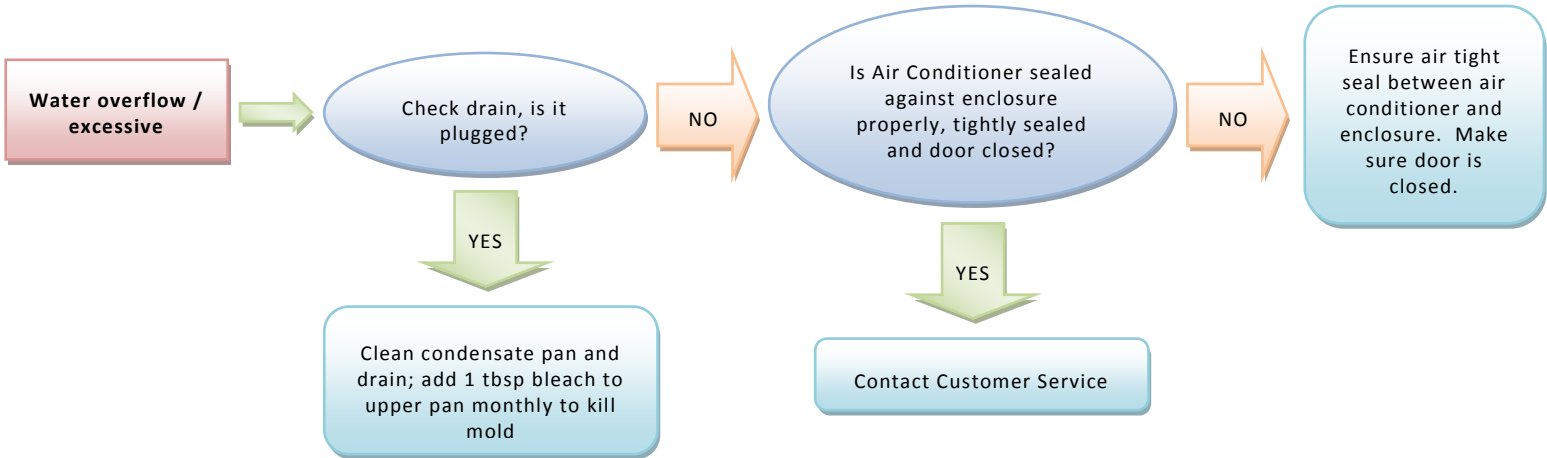 Water overflow /
excessive
Check drain, is it
plugged?
NO
Is Air Conditioner sealed
against enclosure
properly, tightly sealed
and door closed?
NO
Ensure air tight
seal between air
conditioner and
enclosure.  Make
sure door is
closed.
YES
YES
Clean condensate pan and
drain; add 1 tbsp bleach to
upper pan monthly to kill
mold
Contact Customer Service